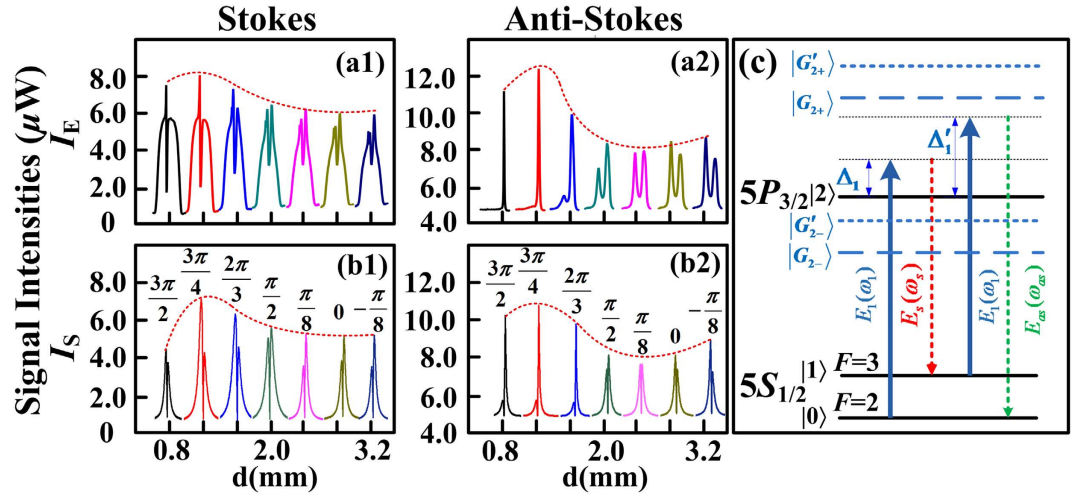 Stokes
Anti-Stokes
Signal Intensities (μW)
I_E
I_S
(a1)
8.0
6.0
4.0
2.0
0
(a2)
12.0
10.0
8.0
6.0
4.0
(b1)
8.0
6.0
4.0
2.0
0
3π/2
3π/4
2π/3
π/2
π/8
0
-π/8
0.8
2.0
3.2
d(mm)
(b2)
12.0
10.0
8.0
6.0
4.0
3π/2
3π/4
2π/3
π/2
π/8
0
-π/8
0.8
2.0
3.2
d(mm)
(c)
|G'₂₊⟩
|G₂₊⟩
Δ₁
Δ'₁
5P₃/₂|2⟩
|G'₂₋⟩
|G₂₋⟩
E₁(ω₁)
E_s(ω_s)
E₁(ω₁)
E_as(ω_as)
5S₁/₂
|1⟩ F=3
|0⟩ F=2